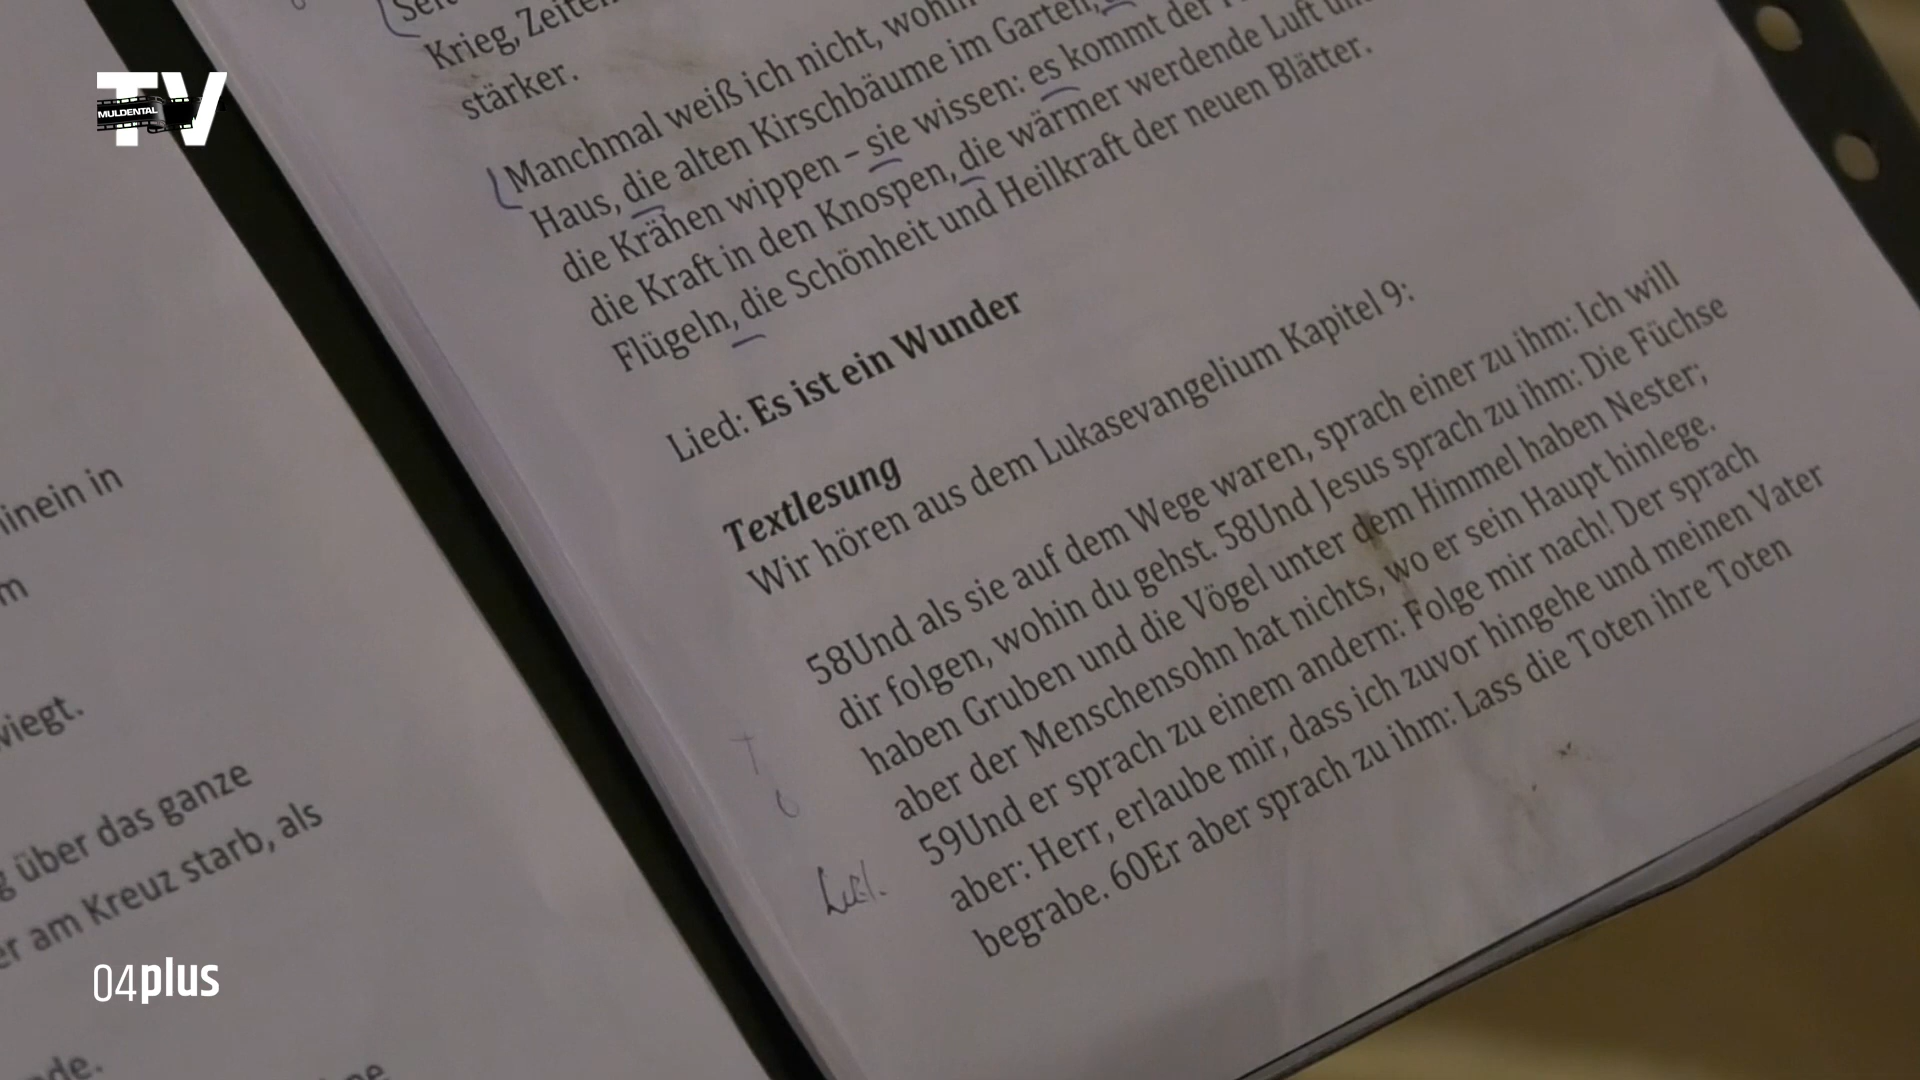 TV
MULDENTAL
Krieg, Zeiten
stärker.
Manchmal weiß ich nicht, wohin
Haus, die alten Kirschbäume im Garten,
die Krähen wippen – sie wissen: es kommt der
die Kraft in den Knospen, die wärmer werdende Luft
Flügeln, die Schönheit und Heilkraft der neuen Blätter.
Lied: Es ist ein Wunder
Textlesung
Wir hören aus dem Lukasevangelium Kapitel 9:
58Und als sie auf dem Wege waren, sprach einer zu ihm: Ich will
dir folgen, wohin du gehst. 58Und Jesus sprach zu ihm: Die Füchse
haben Gruben und die Vögel unter dem Himmel haben Nester;
aber der Menschensohn hat nichts, wo er sein Haupt hinlege.
59Und er sprach zu einem andern: Folge mir nach! Der sprach
aber: Herr, erlaube mir, dass ich zuvor hingehe und meinen Vater
begrabe. 60Er aber sprach zu ihm: Lass die Toten ihre Toten
hinein in
über das ganze
am Kreuz starb, als
04plus